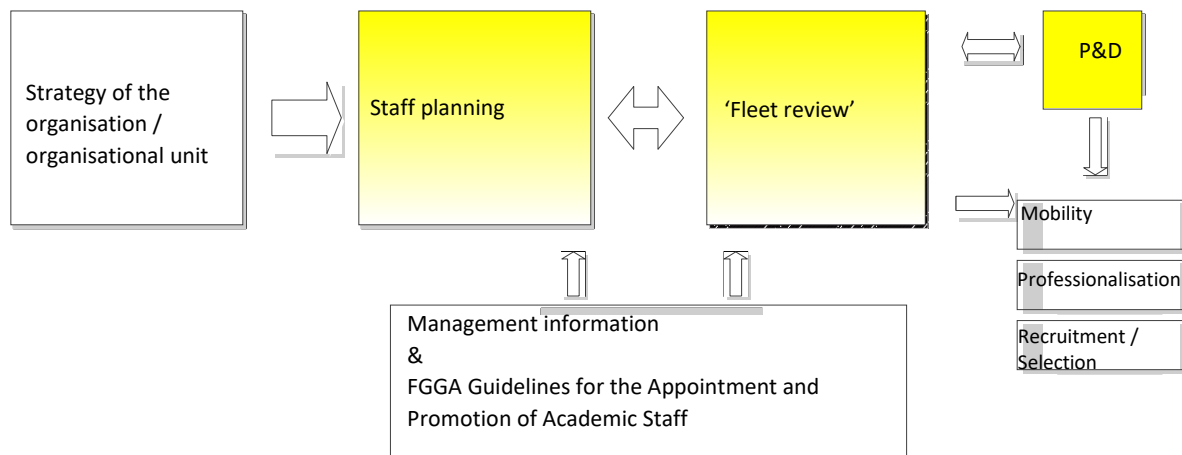 Strategy of the
organisation /
organisational unit
Staff planning
‘Fleet review’
P&D
Mobility
Professionalisation
Recruitment /
Selection
Management information
&
FGGA Guidelines for the Appointment and
Promotion of Academic Staff